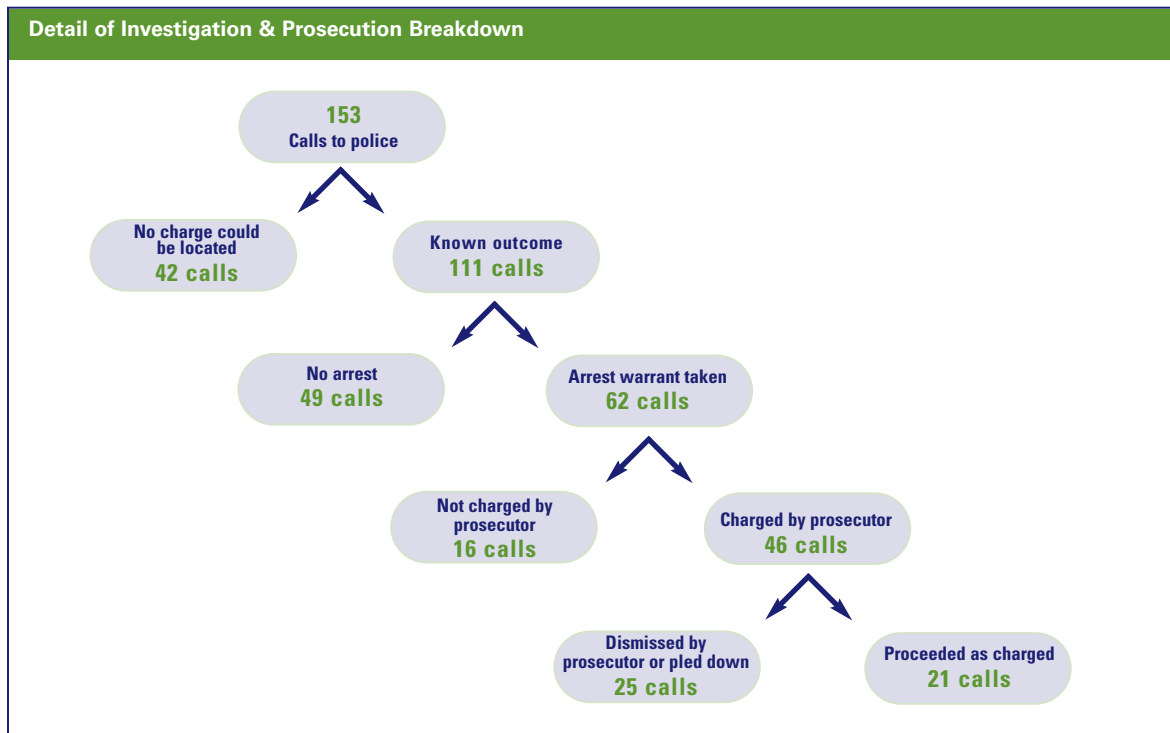 Detail of Investigation & Prosecution Breakdown
153
Calls to police
No charge could
be located
42 calls
Known outcome
111 calls
No arrest
49 calls
Arrest warrant taken
62 calls
Not charged by
prosecutor
16 calls
Charged by prosecutor
46 calls
Dismissed by
prosecutor or pled down
25 calls
Proceeded as charged
21 calls